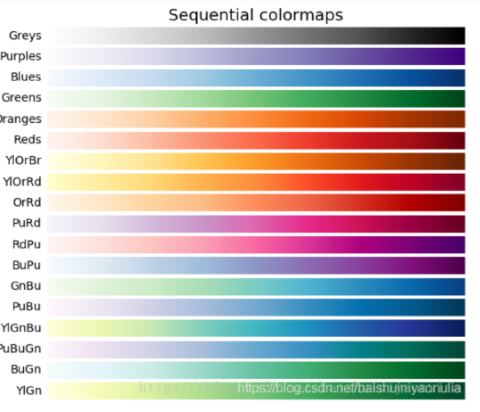 Sequential colormaps
Greys
Purples
Blues
Greens
Oranges
Reds
YlOrBr
YlOrRd
OrRd
PuRd
RdPu
BuPu
GnBu
PuBu
YlGnBu
PuBuGn
BuGn
YlGn
https://blog.csdn.net/baishuiniyaonulia